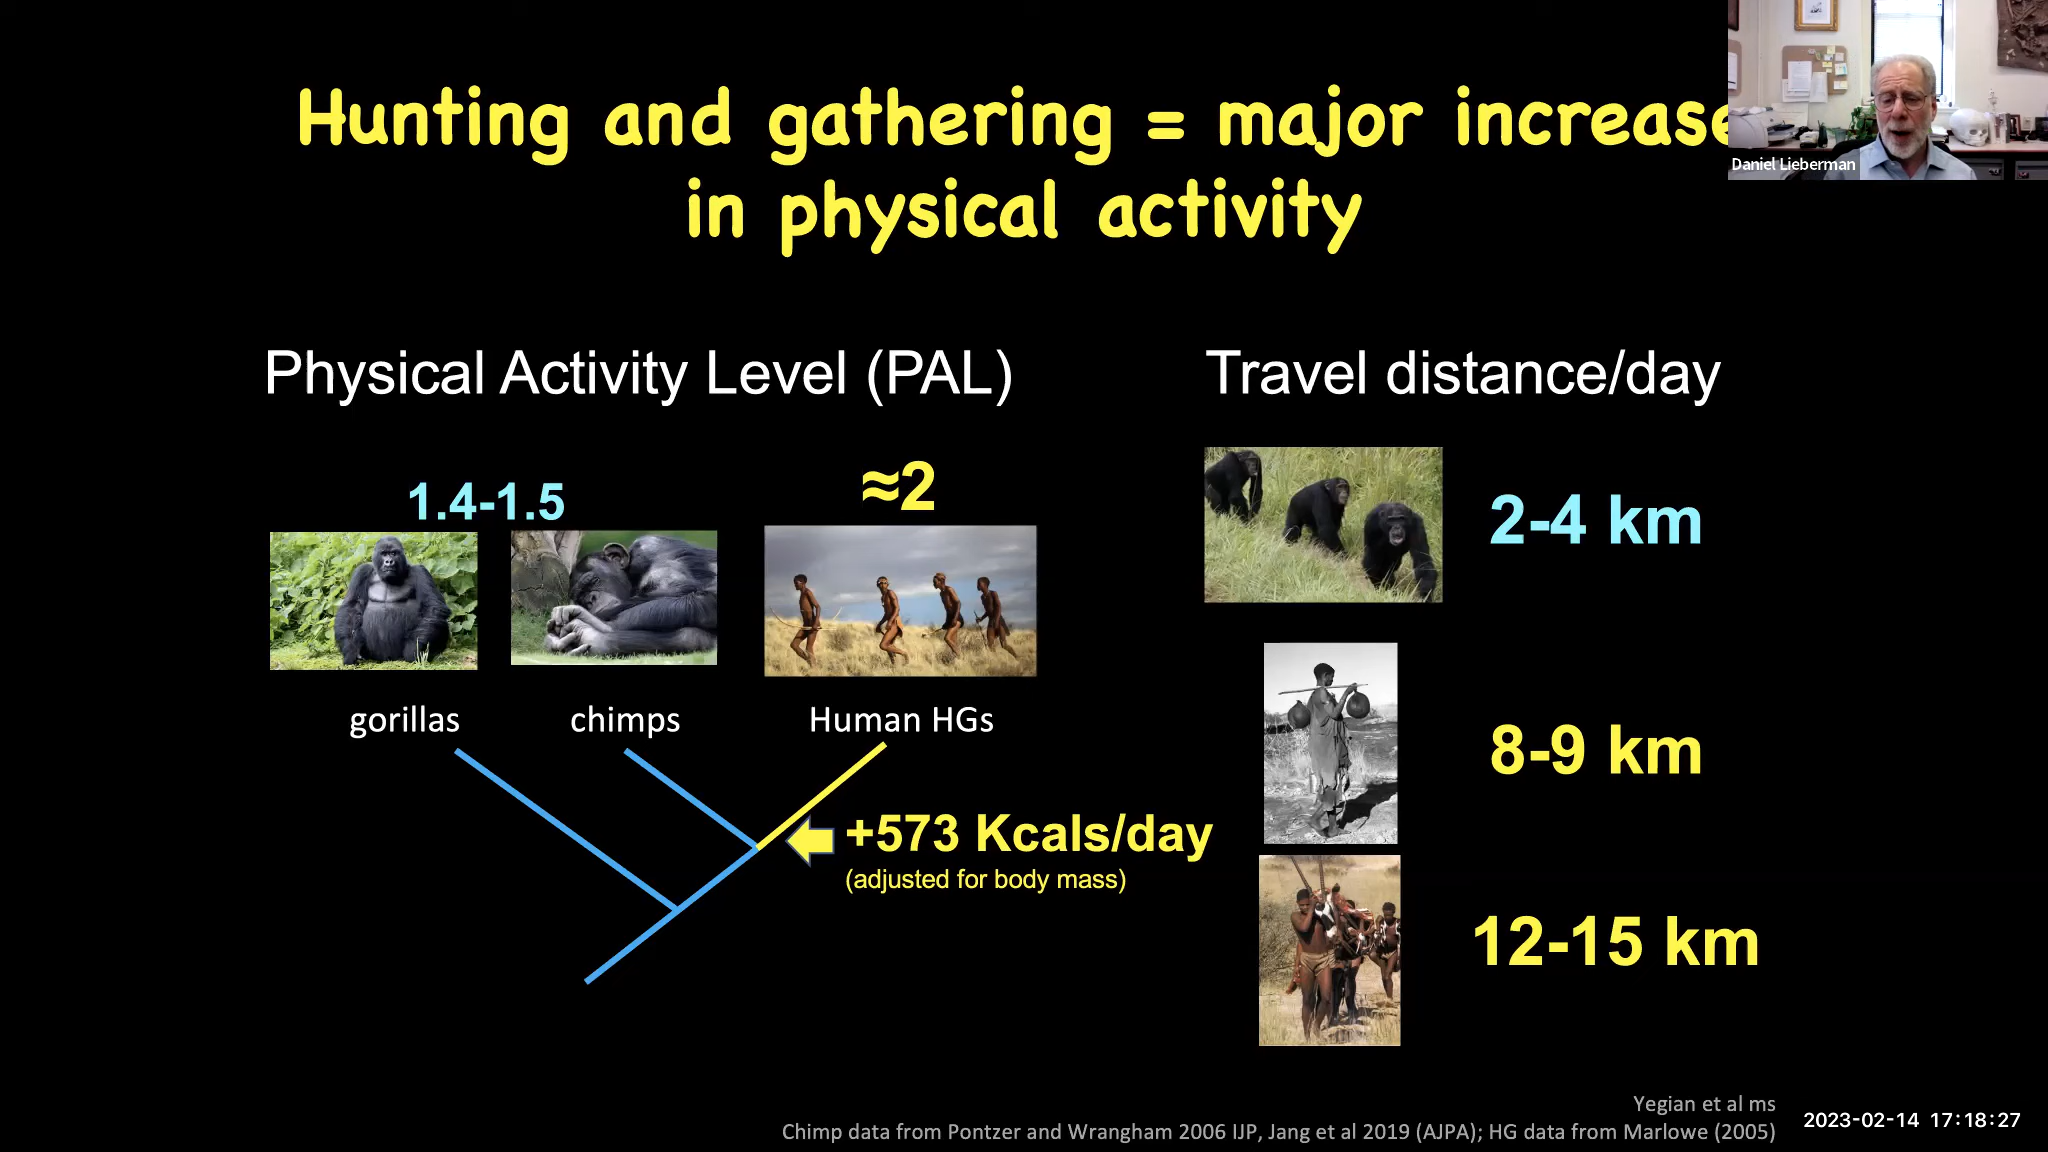 Hunting and gathering = major increase
in physical activity
Daniel Lieberman
Physical Activity Level (PAL)
Travel distance/day
1.4-1.5
≈2
2-4 km
gorillas
chimps
Human HGs
8-9 km
+573 Kcals/day
(adjusted for body mass)
12-15 km
Yegian et al ms
Chimp data from Pontzer and Wrangham 2006 IJP, Jang et al 2019 (AJPA); HG data from Marlowe (2005)
2023-02-14 17:18:27